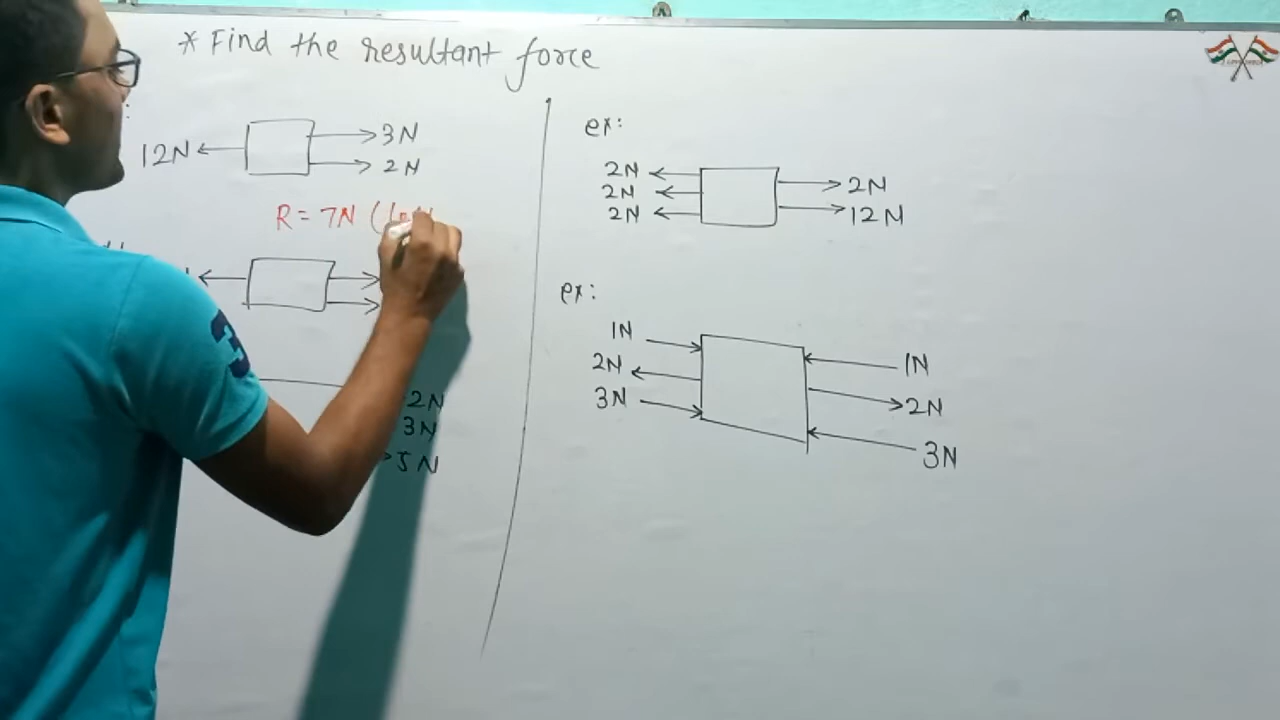 * Find the resultant force
12N
3N
2N
R = 7N (
2N
3N
5N
ex:
2N
2N
2N
2N
12N
ex:
1N
2N
3N
1N
2N
3N
3